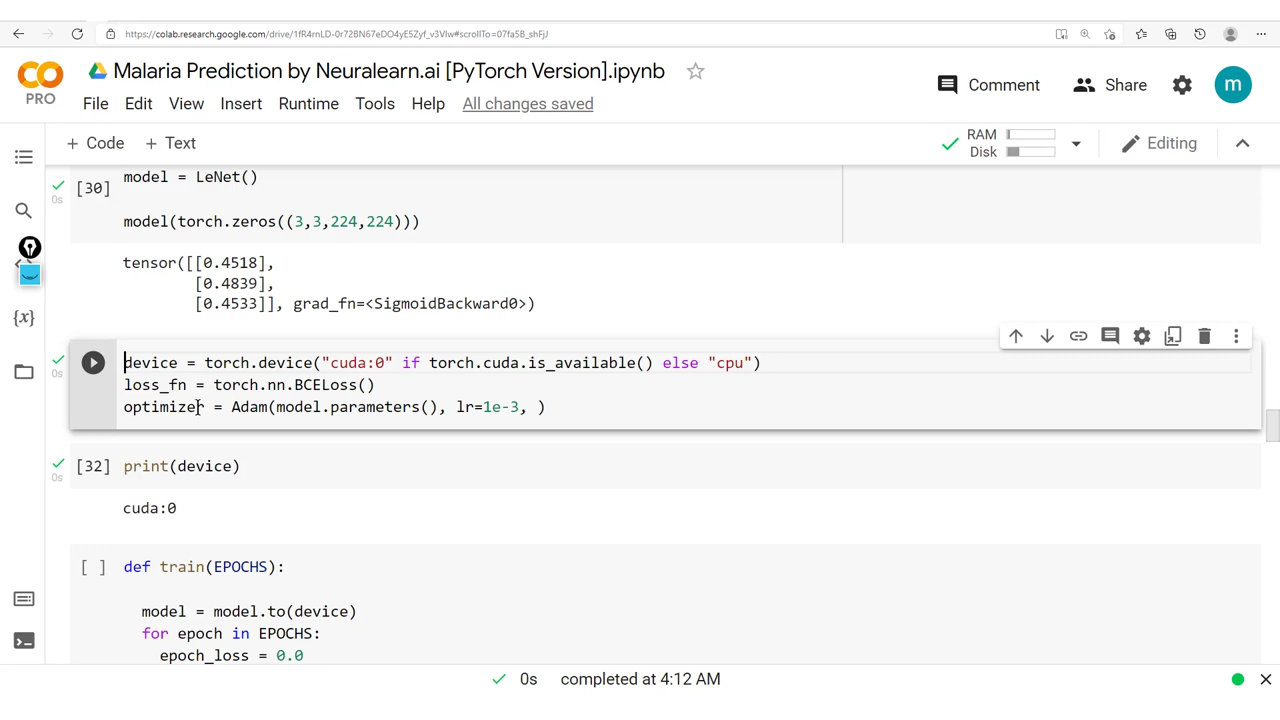 https://colab.research.google.com/drive/1fR4rnLD-0r72BN67eDO4yE5Zyf_v3Vlw#scrollTo=07fa5B_shFjJ
CO
PRO
Malaria Prediction by Neuralearn.ai [PyTorch Version].ipynb
Comment
Share
m
File Edit View Insert Runtime Tools Help All changes saved
+ Code + Text
RAM
Disk
Editing
[30]
0s
model = LeNet()
model(torch.zeros((3,3,224,224)))
tensor([[0.4518],
[0.4839],
[0.4533]], grad_fn=<SigmoidBackward0>)
{x}
0s
device = torch.device("cuda:0" if torch.cuda.is_available() else "cpu")
loss_fn = torch.nn.BCELoss()
optimizer = Adam(model.parameters(), lr=1e-3, )
0s
[32] print(device)
cuda:0
[ ] def train(EPOCHS):
model = model.to(device)
for epoch in EPOCHS:
epoch_loss = 0.0
0s completed at 4:12 AM